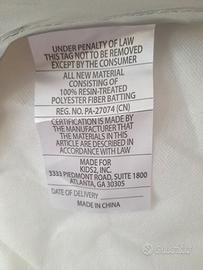 UNDER PENALTY OF LAW
THIS TAG NOT TO BE REMOVED
EXCEPT BY THE CONSUMER
ALL NEW MATERIAL
CONSISTING OF
100% RESIN-TREATED
POLYESTER FIBER BATTING
REG. NO. PA-27074 (CN)
CERTIFICATION IS MADE BY
THE MANUFACTURER THAT
THE MATERIALS IN THIS
ARTICLE ARE DESCRIBED IN
ACCORDANCE WITH LAW
MADE FOR
KIDS2, INC.
3333 PIEDMONT ROAD, SUITE 1800
ATLANTA, GA 30305
DATE OF DELIVERY
MADE IN CHINA
subito